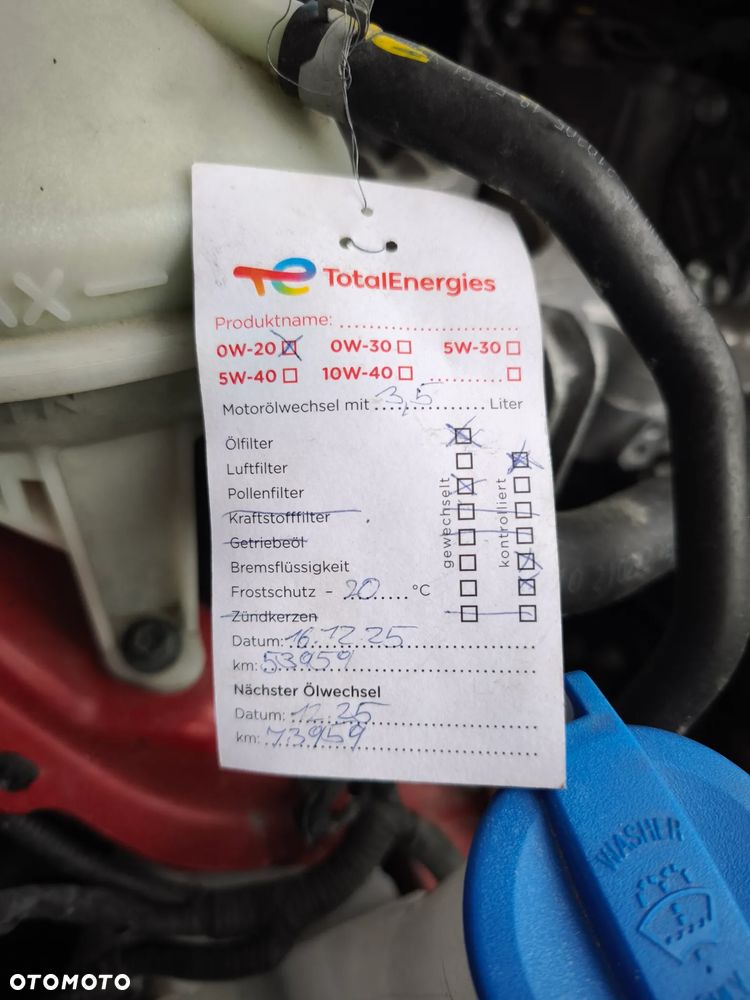 TotalEnergies
Produktname:
0W-20 0W-30 5W-30
5W-40 10W-40
Motorölwechsel mit 3,5 Liter
Ölfilter
Luftfilter
Pollenfilter
Kraftstofffilter
Getriebeöl
Bremsflüssigkeit
Frostschutz - 20 °C
Zündkerzen
gewechselt
kontrolliert
Datum: 16.12.25
km: 53959
Nächster Ölwechsel
Datum: 12.25
km: 73959
WASHER
OTOMOTO